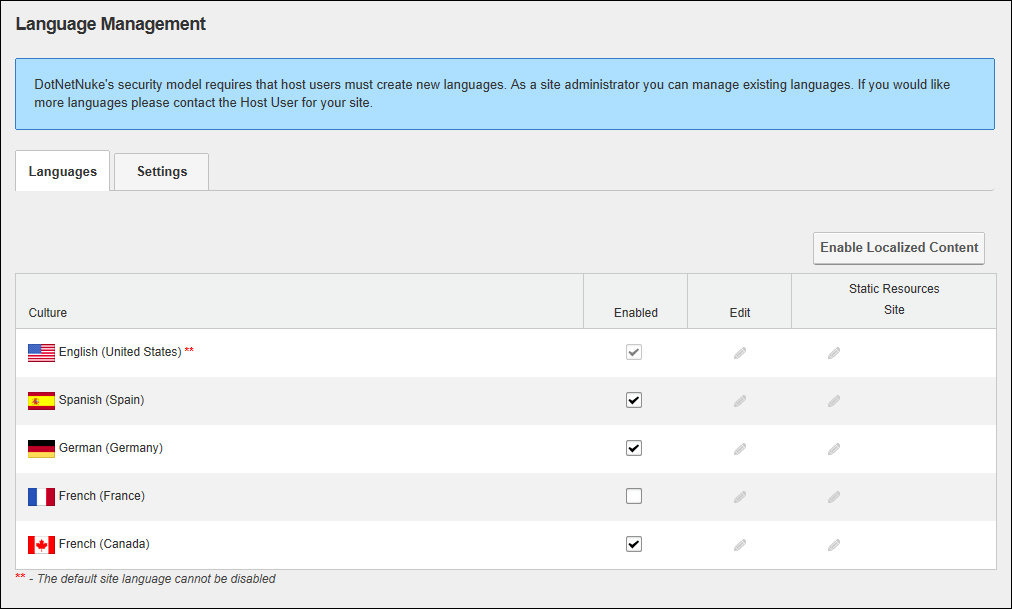 Language Management
DotNetNuke's security model requires that host users must create new languages. As a site administrator you can manage existing languages. If you would like
more languages please contact the Host User for your site.
Languages
Settings
Enable Localized Content
Static Resources
Culture
Enabled
Edit
Site
English (United States) **
Spanish (Spain)
German (Germany)
French (France)
French (Canada)
** - The default site language cannot be disabled